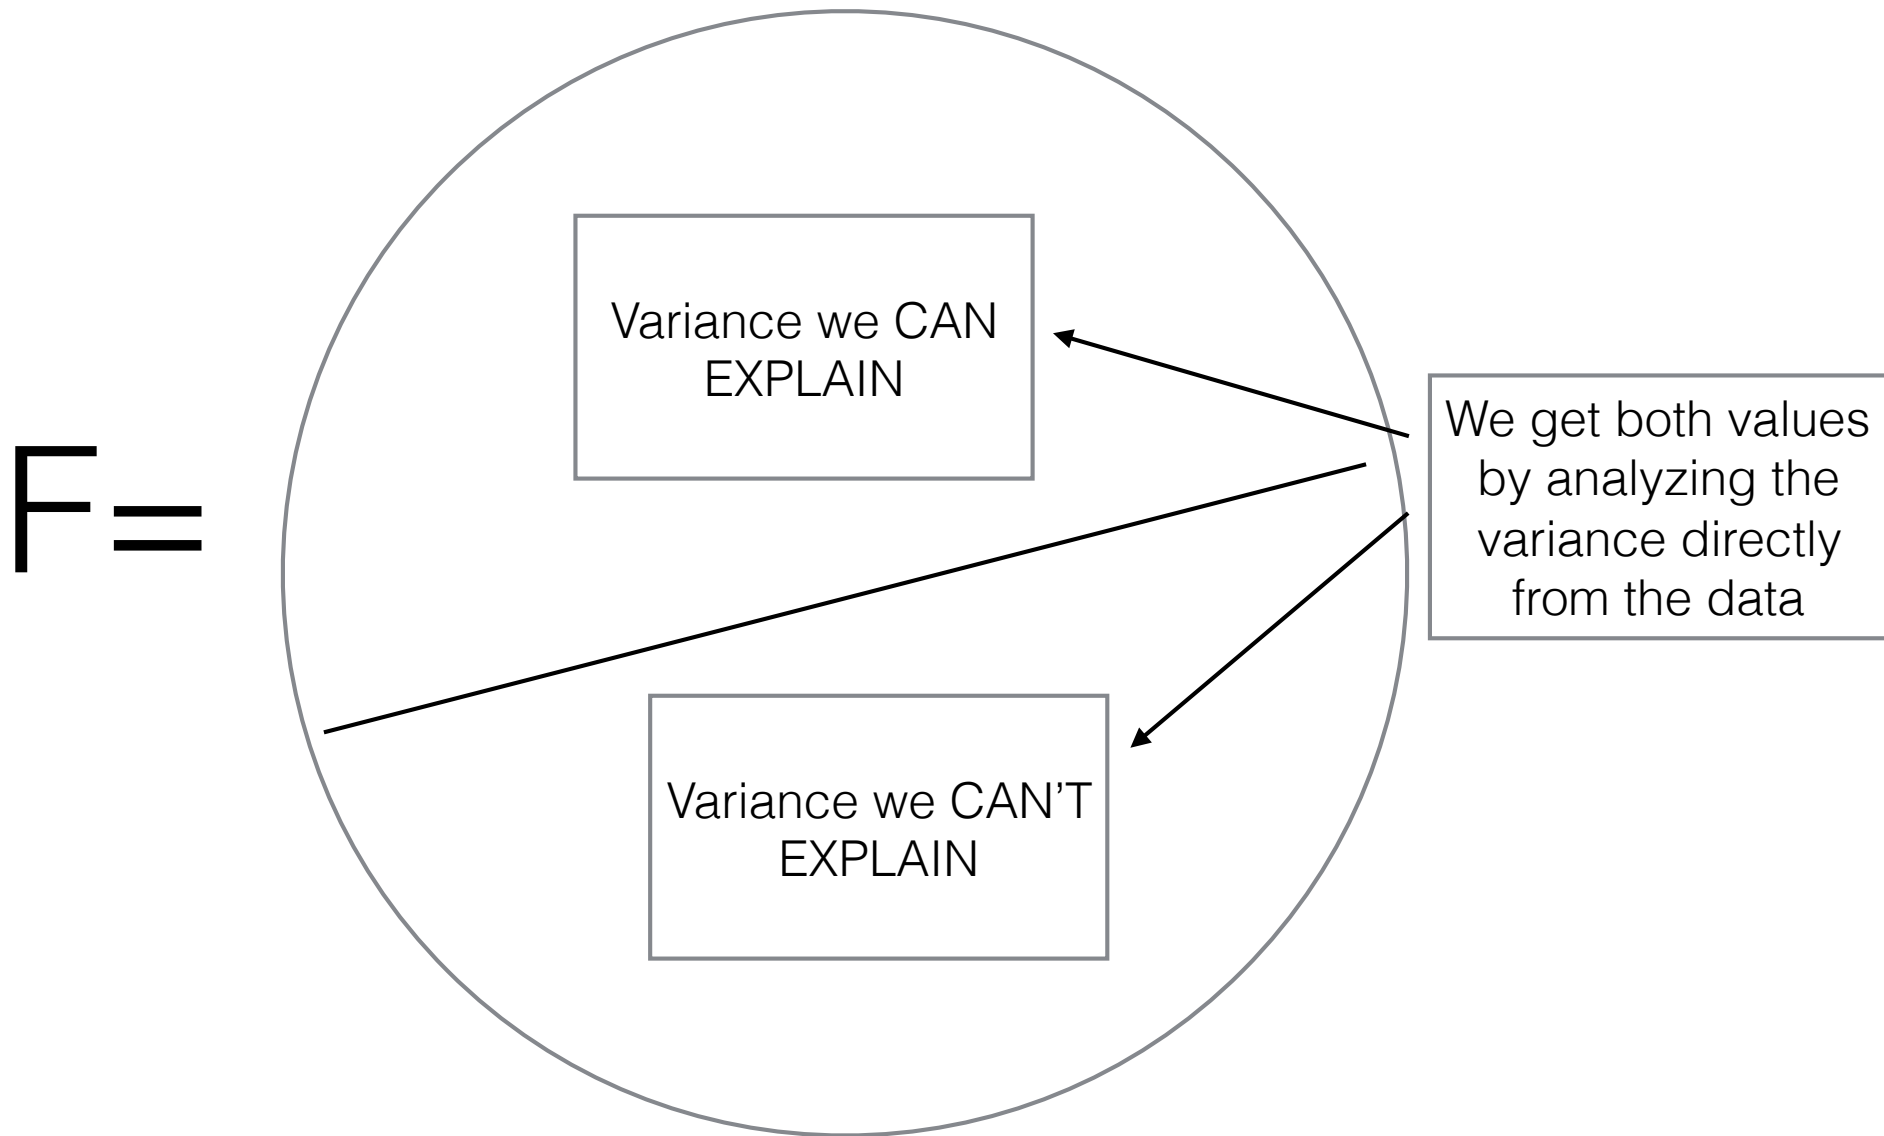 F=
Variance we CAN
EXPLAIN
Variance we CAN’T
EXPLAIN
We get both values
by analyzing the
variance directly
from the data